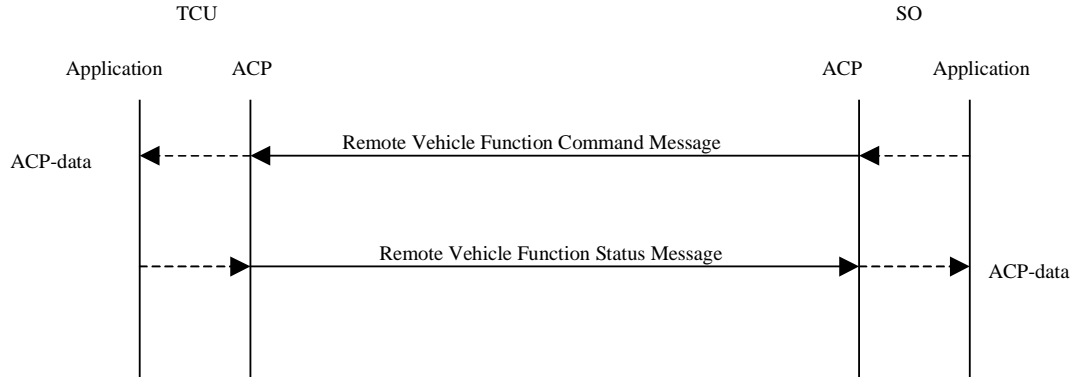 TCU
SO
Application
ACP
ACP
Application
Remote Vehicle Function Command Message
ACP-data
Remote Vehicle Function Status Message
ACP-data